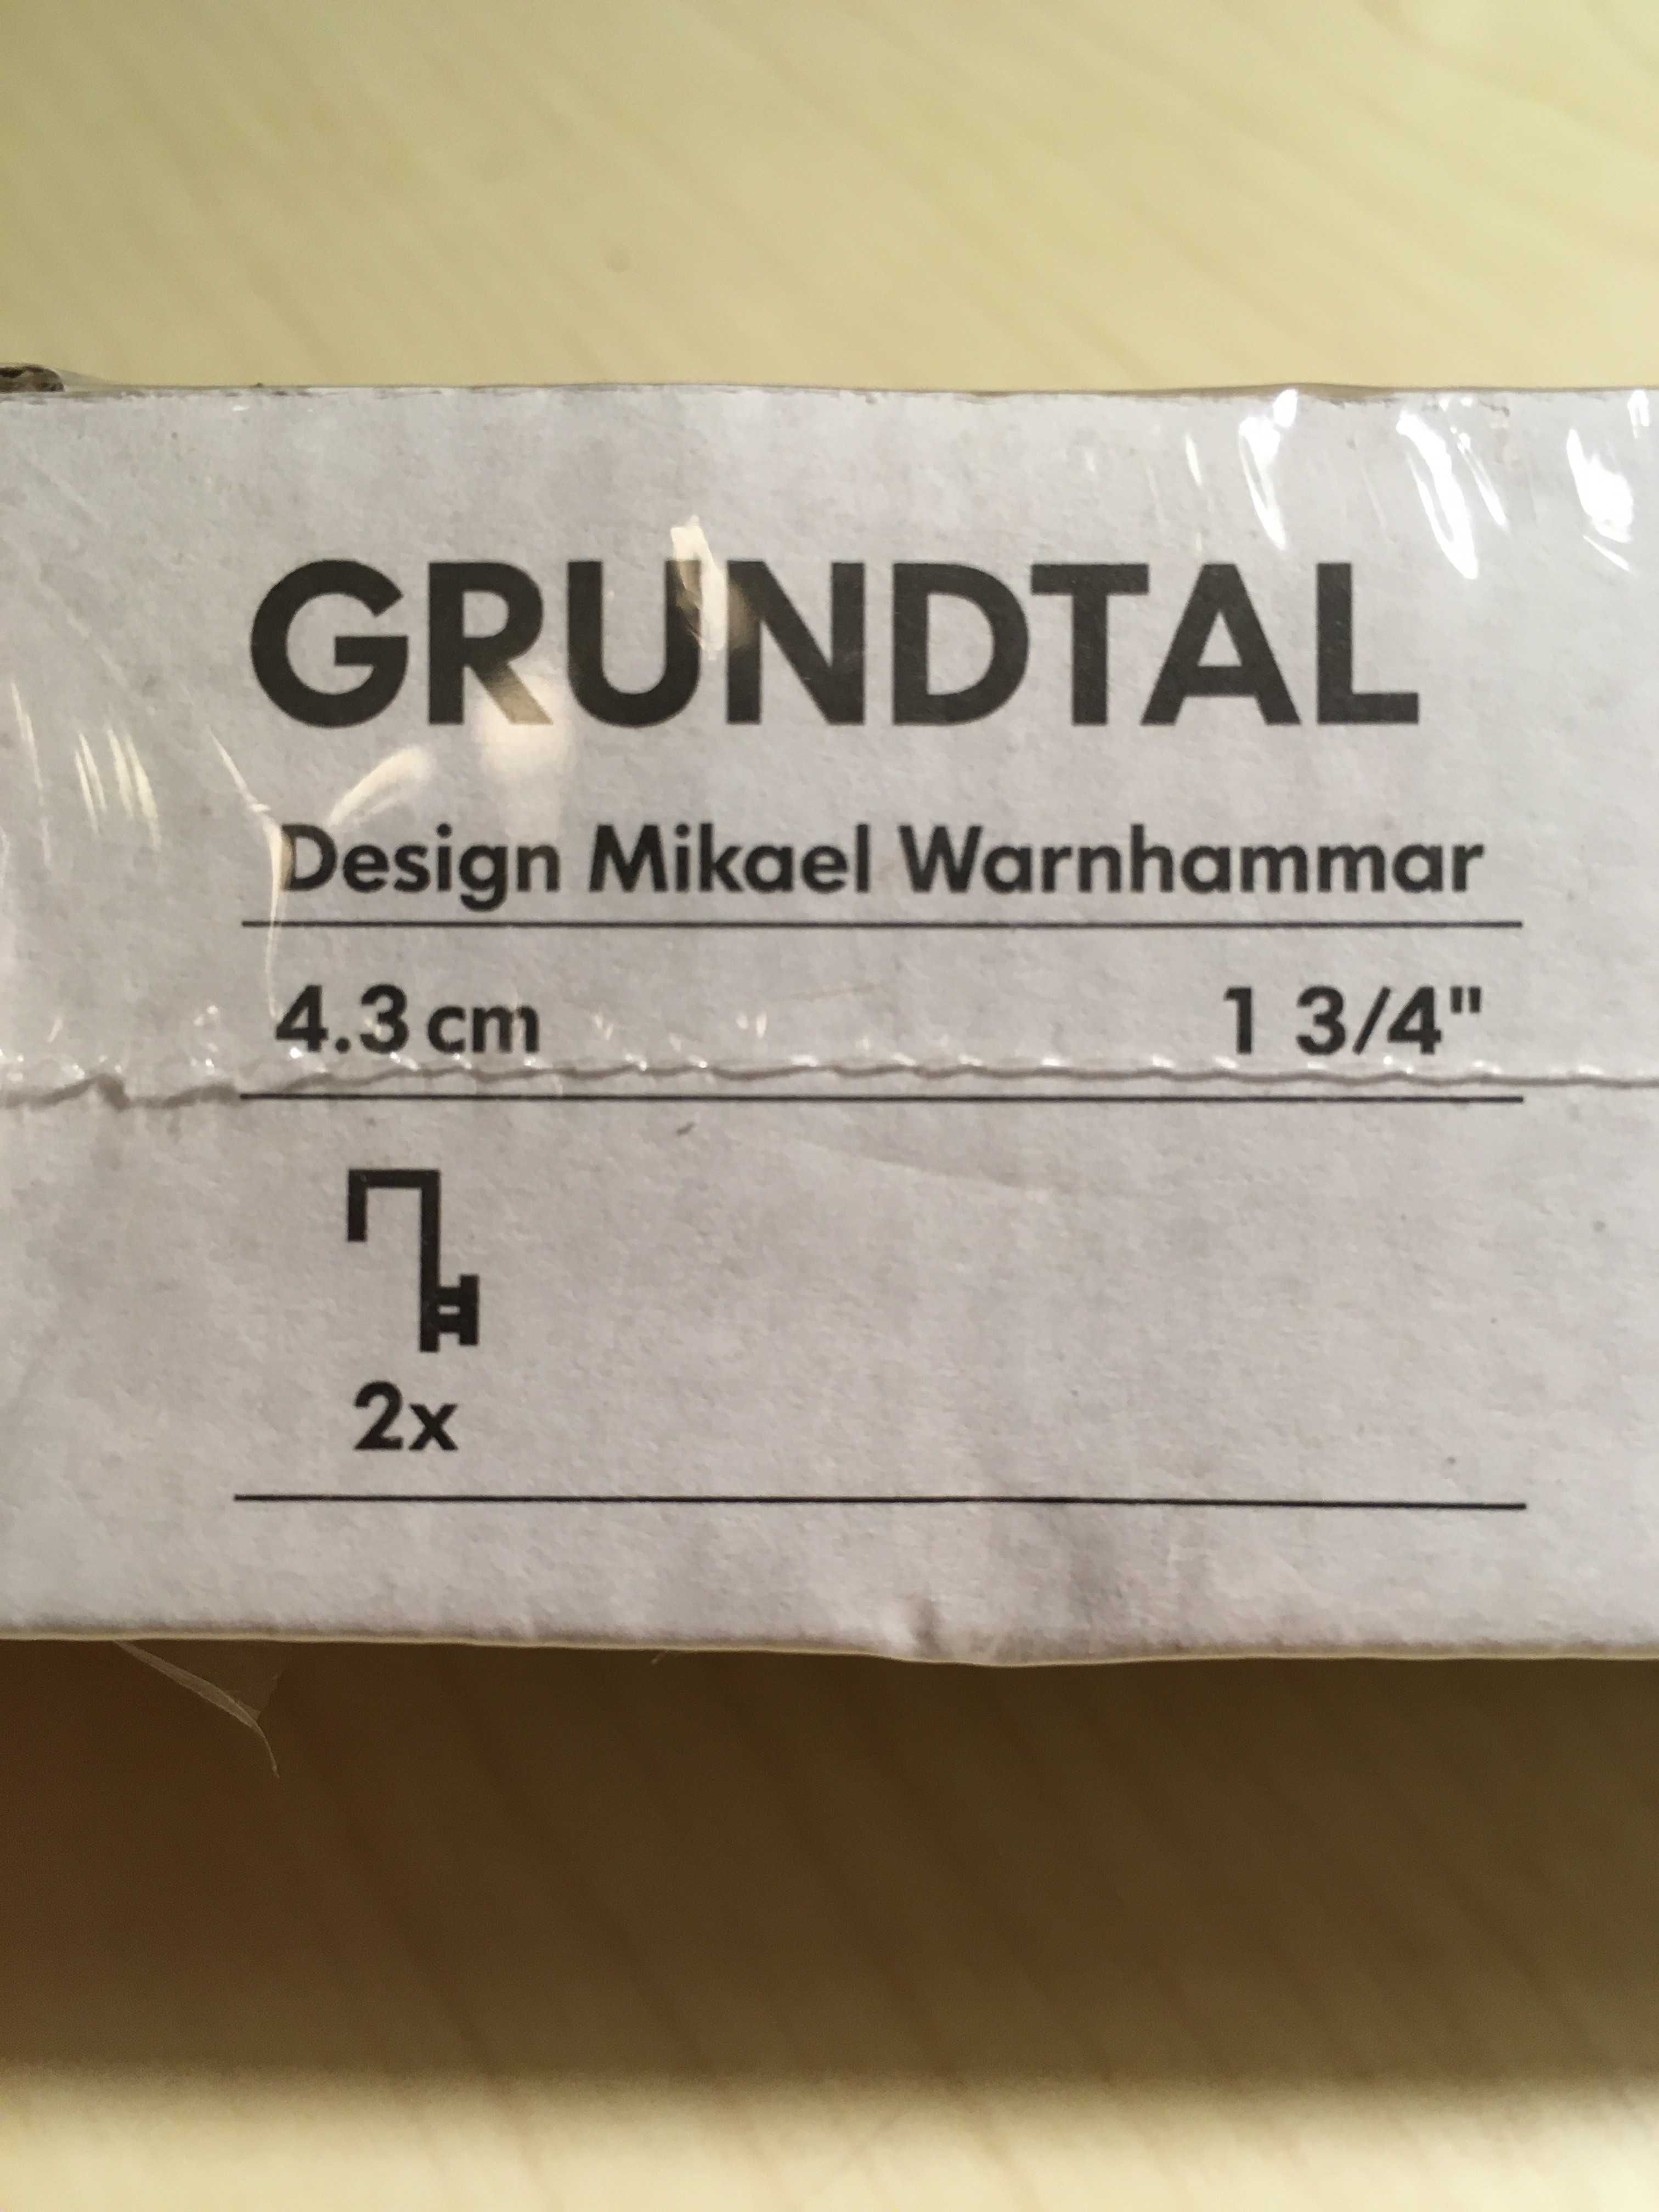 GRUNDTAL
Design Mikael Warnhammar
4.3 cm 1 3/4"
2x